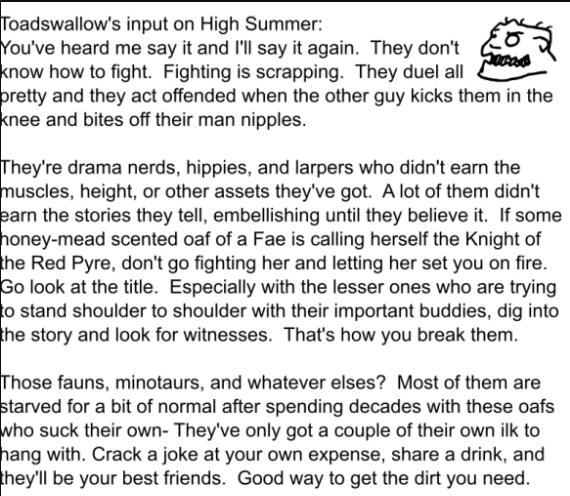 Toadswallow's input on High Summer:
You've heard me say it and I'll say it again.  They don't
know how to fight.  Fighting is scrapping.  They duel all
pretty and they act offended when the other guy kicks them in the
knee and bites off their man nipples.

They're drama nerds, hippies, and larpers who didn't earn the
muscles, height, or other assets they've got.  A lot of them didn't
earn the stories they tell, embellishing until they believe it.  If some
honey-mead scented oaf of a Fae is calling herself the Knight of
the Red Pyre, don't go fighting her and letting her set you on fire.
Go look at the title.  Especially with the lesser ones who are trying
to stand shoulder to shoulder with their important buddies, dig into
the story and look for witnesses.  That's how you break them.

Those fauns, minotaurs, and whatever elses?  Most of them are
starved for a bit of normal after spending decades with these oafs
who suck their own- They've only got a couple of their own ilk to
hang with. Crack a joke at your own expense, share a drink, and
they'll be your best friends.  Good way to get the dirt you need.